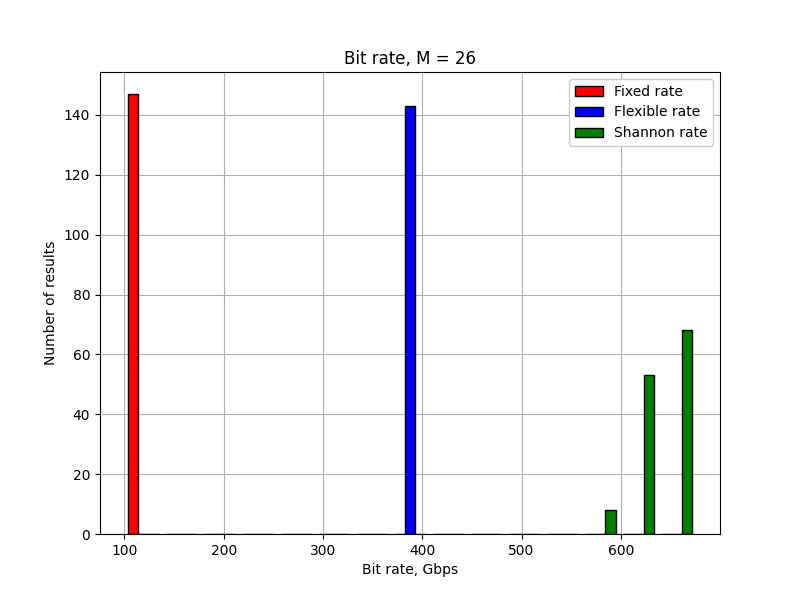 Bit rate, M = 26
Fixed rate
Flexible rate
Shannon rate
140
120
100
80
60
40
20
0
Number of results
100 200 300 400 500 600
Bit rate, Gbps